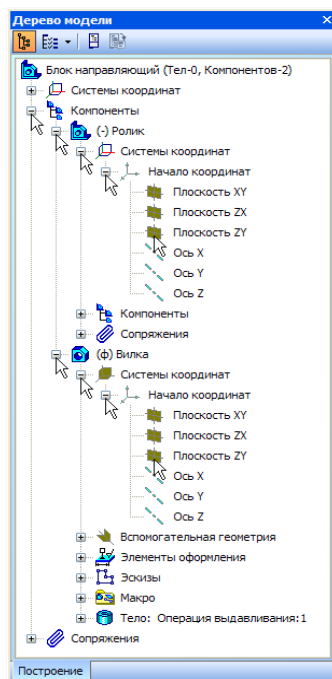 Дерево модели
Блок направляющий (Тел-0, Компонентов-2)
Системы координат
Компоненты
(-) Ролик
Системы координат
Начало координат
Плоскость XY
Плоскость ZX
Плоскость ZY
Ось X
Ось Y
Ось Z
Компоненты
Сопряжения
(ф) Вилка
Системы координат
Начало координат
Плоскость XY
Плоскость ZX
Плоскость ZY
Ось X
Ось Y
Ось Z
Вспомогательная геометрия
Элементы оформления
Эскизы
Макро
Тело: Операция выдавливания:1
Сопряжения
Построение